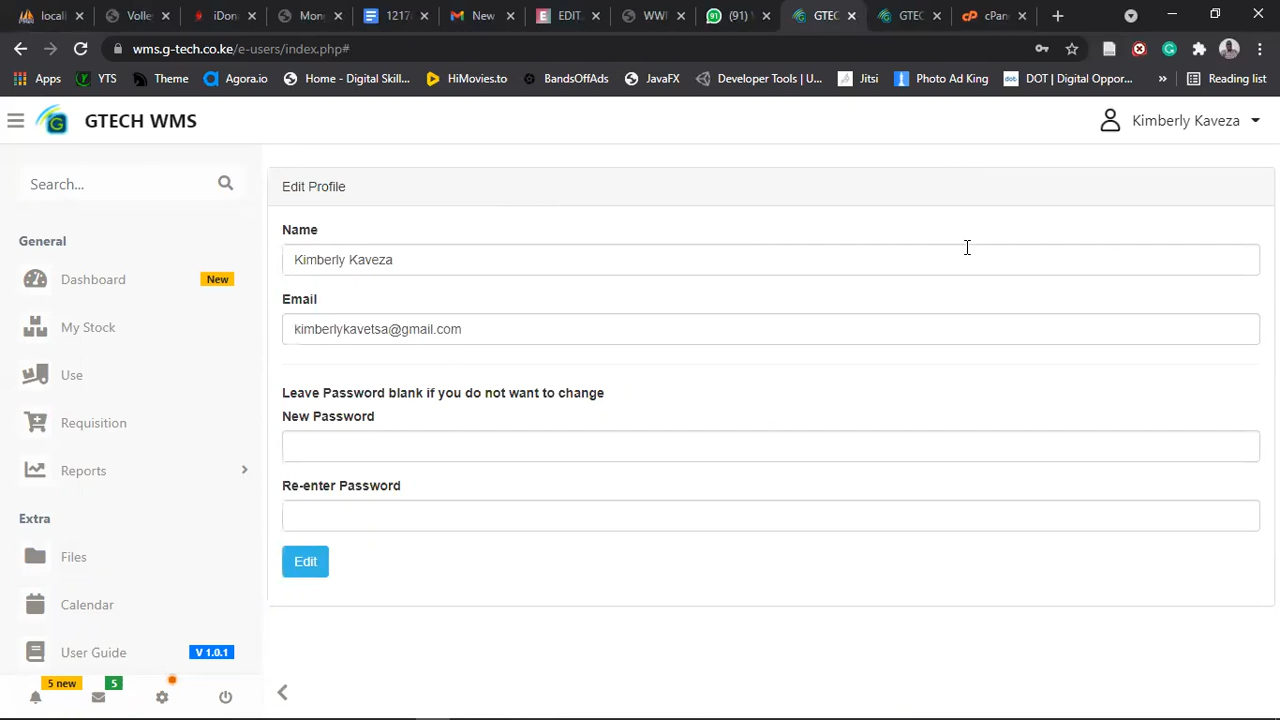 locali
Volle
iDon
Mon
1217
New
EDIT
WWI
91
(1) V
GTEC
GTEC
cPan
wms.g-tech.co.ke/e-users/index.php#
Apps
YTS
Theme
Agora.io
Home - Digital Skill...
HiMovies.to
BandsOffAds
JavaFX
Developer Tools | U...
Jitsi
Photo Ad King
dot.
DOT | Digital Oppor...
»
Reading list
GTECH WMS
Kimberly Kaveza
Search...
General
Dashboard
New
My Stock
Use
Requisition
Reports
Extra
Files
Calendar
User Guide
V 1.0.1
5 new
5
Edit Profile
Name
Kimberly Kaveza
Email
kimberlykavetsa@gmail.com
Leave Password blank if you do not want to change
New Password
Re-enter Password
Edit